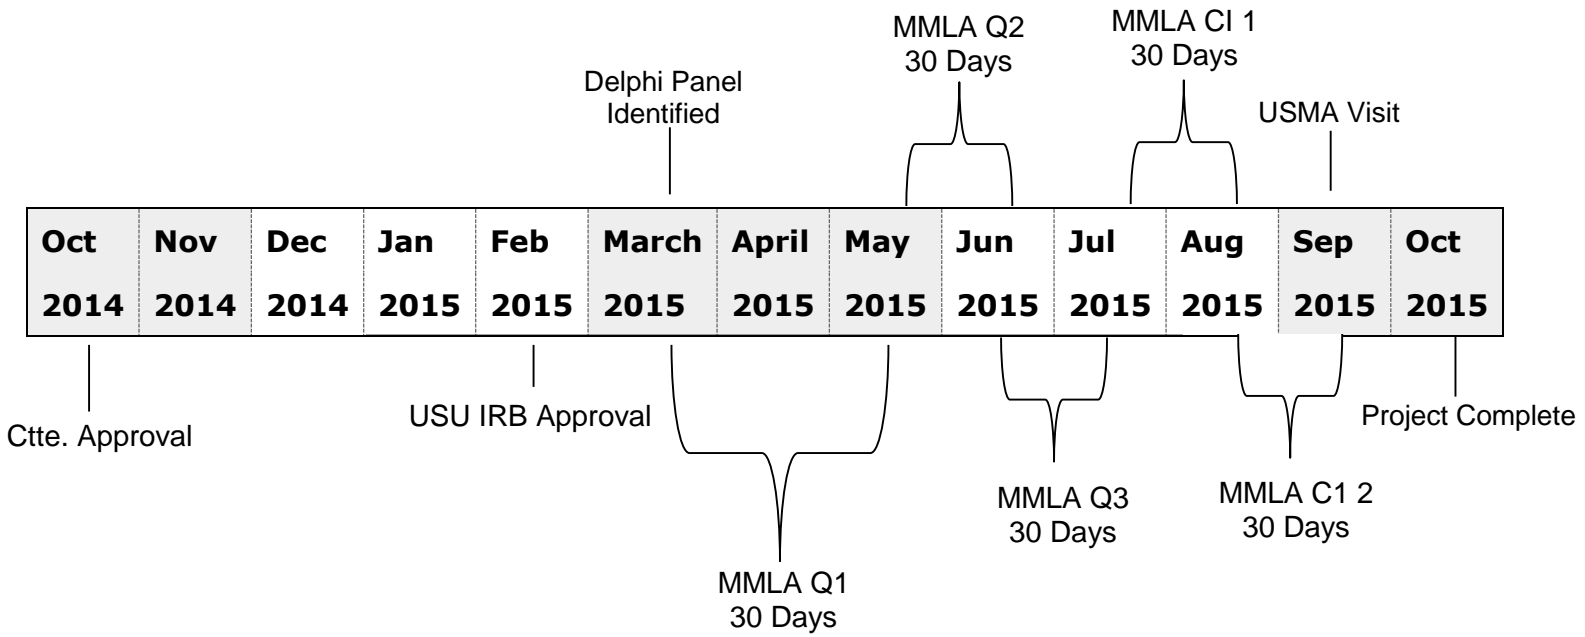 MMLA Q2
30 Days
MMLA CI 1
30 Days
Delphi Panel
Identified
USMA Visit
Oct Nov Dec Jan Feb March April May Jun Jul Aug Sep Oct
2014 2014 2014 2015 2015 2015 2015 2015 2015 2015 2015 2015 2015
Ctte. Approval
USU IRB Approval
Project Complete
MMLA Q3
30 Days
MMLA C1 2
30 Days
MMLA Q1
30 Days